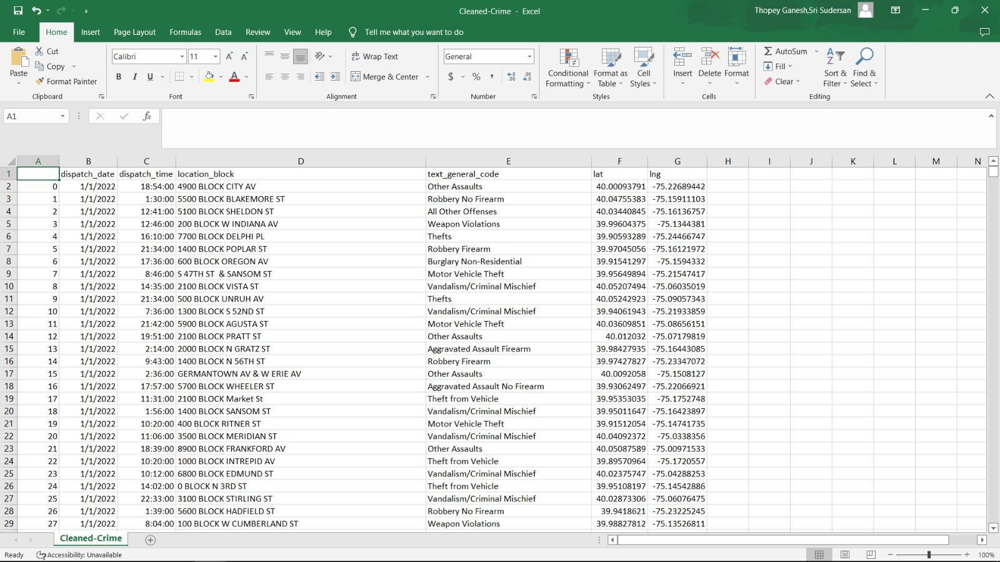 Cleaned-Crime - Excel
Thopey Ganesh,Sri Sudersan
File Home Insert Page Layout Formulas Data Review View Help Tell me what you want to do
Paste
Cut
Copy
Format Painter
Clipboard
Calibri 11 A A
B I U A
Font
Wrap Text
Merge & Center
Alignment
General
$ % ,
Number
Conditional Formatting
Format as Table
Cell Styles
Styles
Insert Delete Format
Cells
AutoSum
Fill
Clear
Sort & Filter
Find & Select
Editing
A1 fx
A B C D E F G H I J K L M N
1 dispatch_date dispatch_time location_block text_general_code lat lng
2 0 1/1/2022 18:54:00 4900 BLOCK CITY AV Other Assaults 40.00093791 -75.22689442
3 1 1/1/2022 1:30:00 5500 BLOCK BLAKEMORE ST Robbery No Firearm 40.04755383 -75.15911103
4 2 1/1/2022 12:41:00 5100 BLOCK SHELDON ST All Other Offenses 40.03440845 -75.16136757
5 3 1/1/2022 12:46:00 200 BLOCK W INDIANA AV Weapon Violations 39.99604375 -75.1344381
6 4 1/1/2022 16:10:00 7700 BLOCK DELPHI PL Thefts 39.90593289 -75.24466747
7 5 1/1/2022 21:34:00 1400 BLOCK POPLAR ST Robbery Firearm 39.97045056 -75.16121972
8 6 1/1/2022 17:36:00 600 BLOCK OREGON AV Burglary Non-Residential 39.91541297 -75.1594332
9 7 1/1/2022 8:46:00 S 47TH ST & SANSOM ST Motor Vehicle Theft 39.95649894 -75.21547417
10 8 1/1/2022 14:35:00 2100 BLOCK VISTA ST Vandalism/Criminal Mischief 40.05207494 -75.06035019
11 9 1/1/2022 21:34:00 500 BLOCK UNRUH AV Thefts 40.05242923 -75.09057343
12 10 1/1/2022 7:36:00 1300 BLOCK S 52ND ST Vandalism/Criminal Mischief 39.94061943 -75.21933859
13 11 1/1/2022 21:42:00 5900 BLOCK AGUSTA ST Motor Vehicle Theft 40.03609851 -75.08656151
14 12 1/1/2022 19:51:00 2100 BLOCK PRATT ST Other Assaults 40.012032 -75.07179819
15 13 1/1/2022 2:14:00 2000 BLOCK N GRATZ ST Aggravated Assault Firearm 39.98427935 -75.16443085
16 14 1/1/2022 9:43:00 1400 BLOCK N 56TH ST Robbery Firearm 39.97427827 -75.23347072
17 15 1/1/2022 2:36:00 GERMANTOWN AV & W ERIE AV Other Assaults 40.0092058 -75.1508127
18 16 1/1/2022 17:57:00 5700 BLOCK WHEELER ST Aggravated Assault No Firearm 39.93062497 -75.22066921
19 17 1/1/2022 11:31:00 2100 BLOCK Market St Theft from Vehicle 39.95353035 -75.1752748
20 18 1/1/2022 1:56:00 1400 BLOCK SANSOM ST Vandalism/Criminal Mischief 39.95011647 -75.16423897
21 19 1/1/2022 10:20:00 400 BLOCK RITNER ST Motor Vehicle Theft 39.91512054 -75.14741735
22 20 1/1/2022 11:06:00 3500 BLOCK MERIDIAN ST Vandalism/Criminal Mischief 40.04092372 -75.0338356
23 21 1/1/2022 18:39:00 8900 BLOCK FRANKFORD AV Other Assaults 40.05087589 -75.00971533
24 22 1/1/2022 10:20:00 1000 BLOCK INTREPID AV Theft from Vehicle 39.89570964 -75.1720557
25 23 1/1/2022 10:12:00 6800 BLOCK EDMUND ST Vandalism/Criminal Mischief 40.02375747 -75.04288253
26 24 1/1/2022 14:02:00 0 BLOCK N 3RD ST Theft from Vehicle 39.95108197 -75.14542886
27 25 1/1/2022 22:33:00 3100 BLOCK STIRLING ST Vandalism/Criminal Mischief 40.02873306 -75.06076475
28 26 1/1/2022 1:39:00 5600 BLOCK HADFIELD ST Robbery No Firearm 39.9418621 -75.23225245
29 27 1/1/2022 8:04:00 100 BLOCK W CUMBERLAND ST Weapon Violations 39.98827812 -75.13526811
Cleaned-Crime
Ready Accessibility: Unavailable 100%